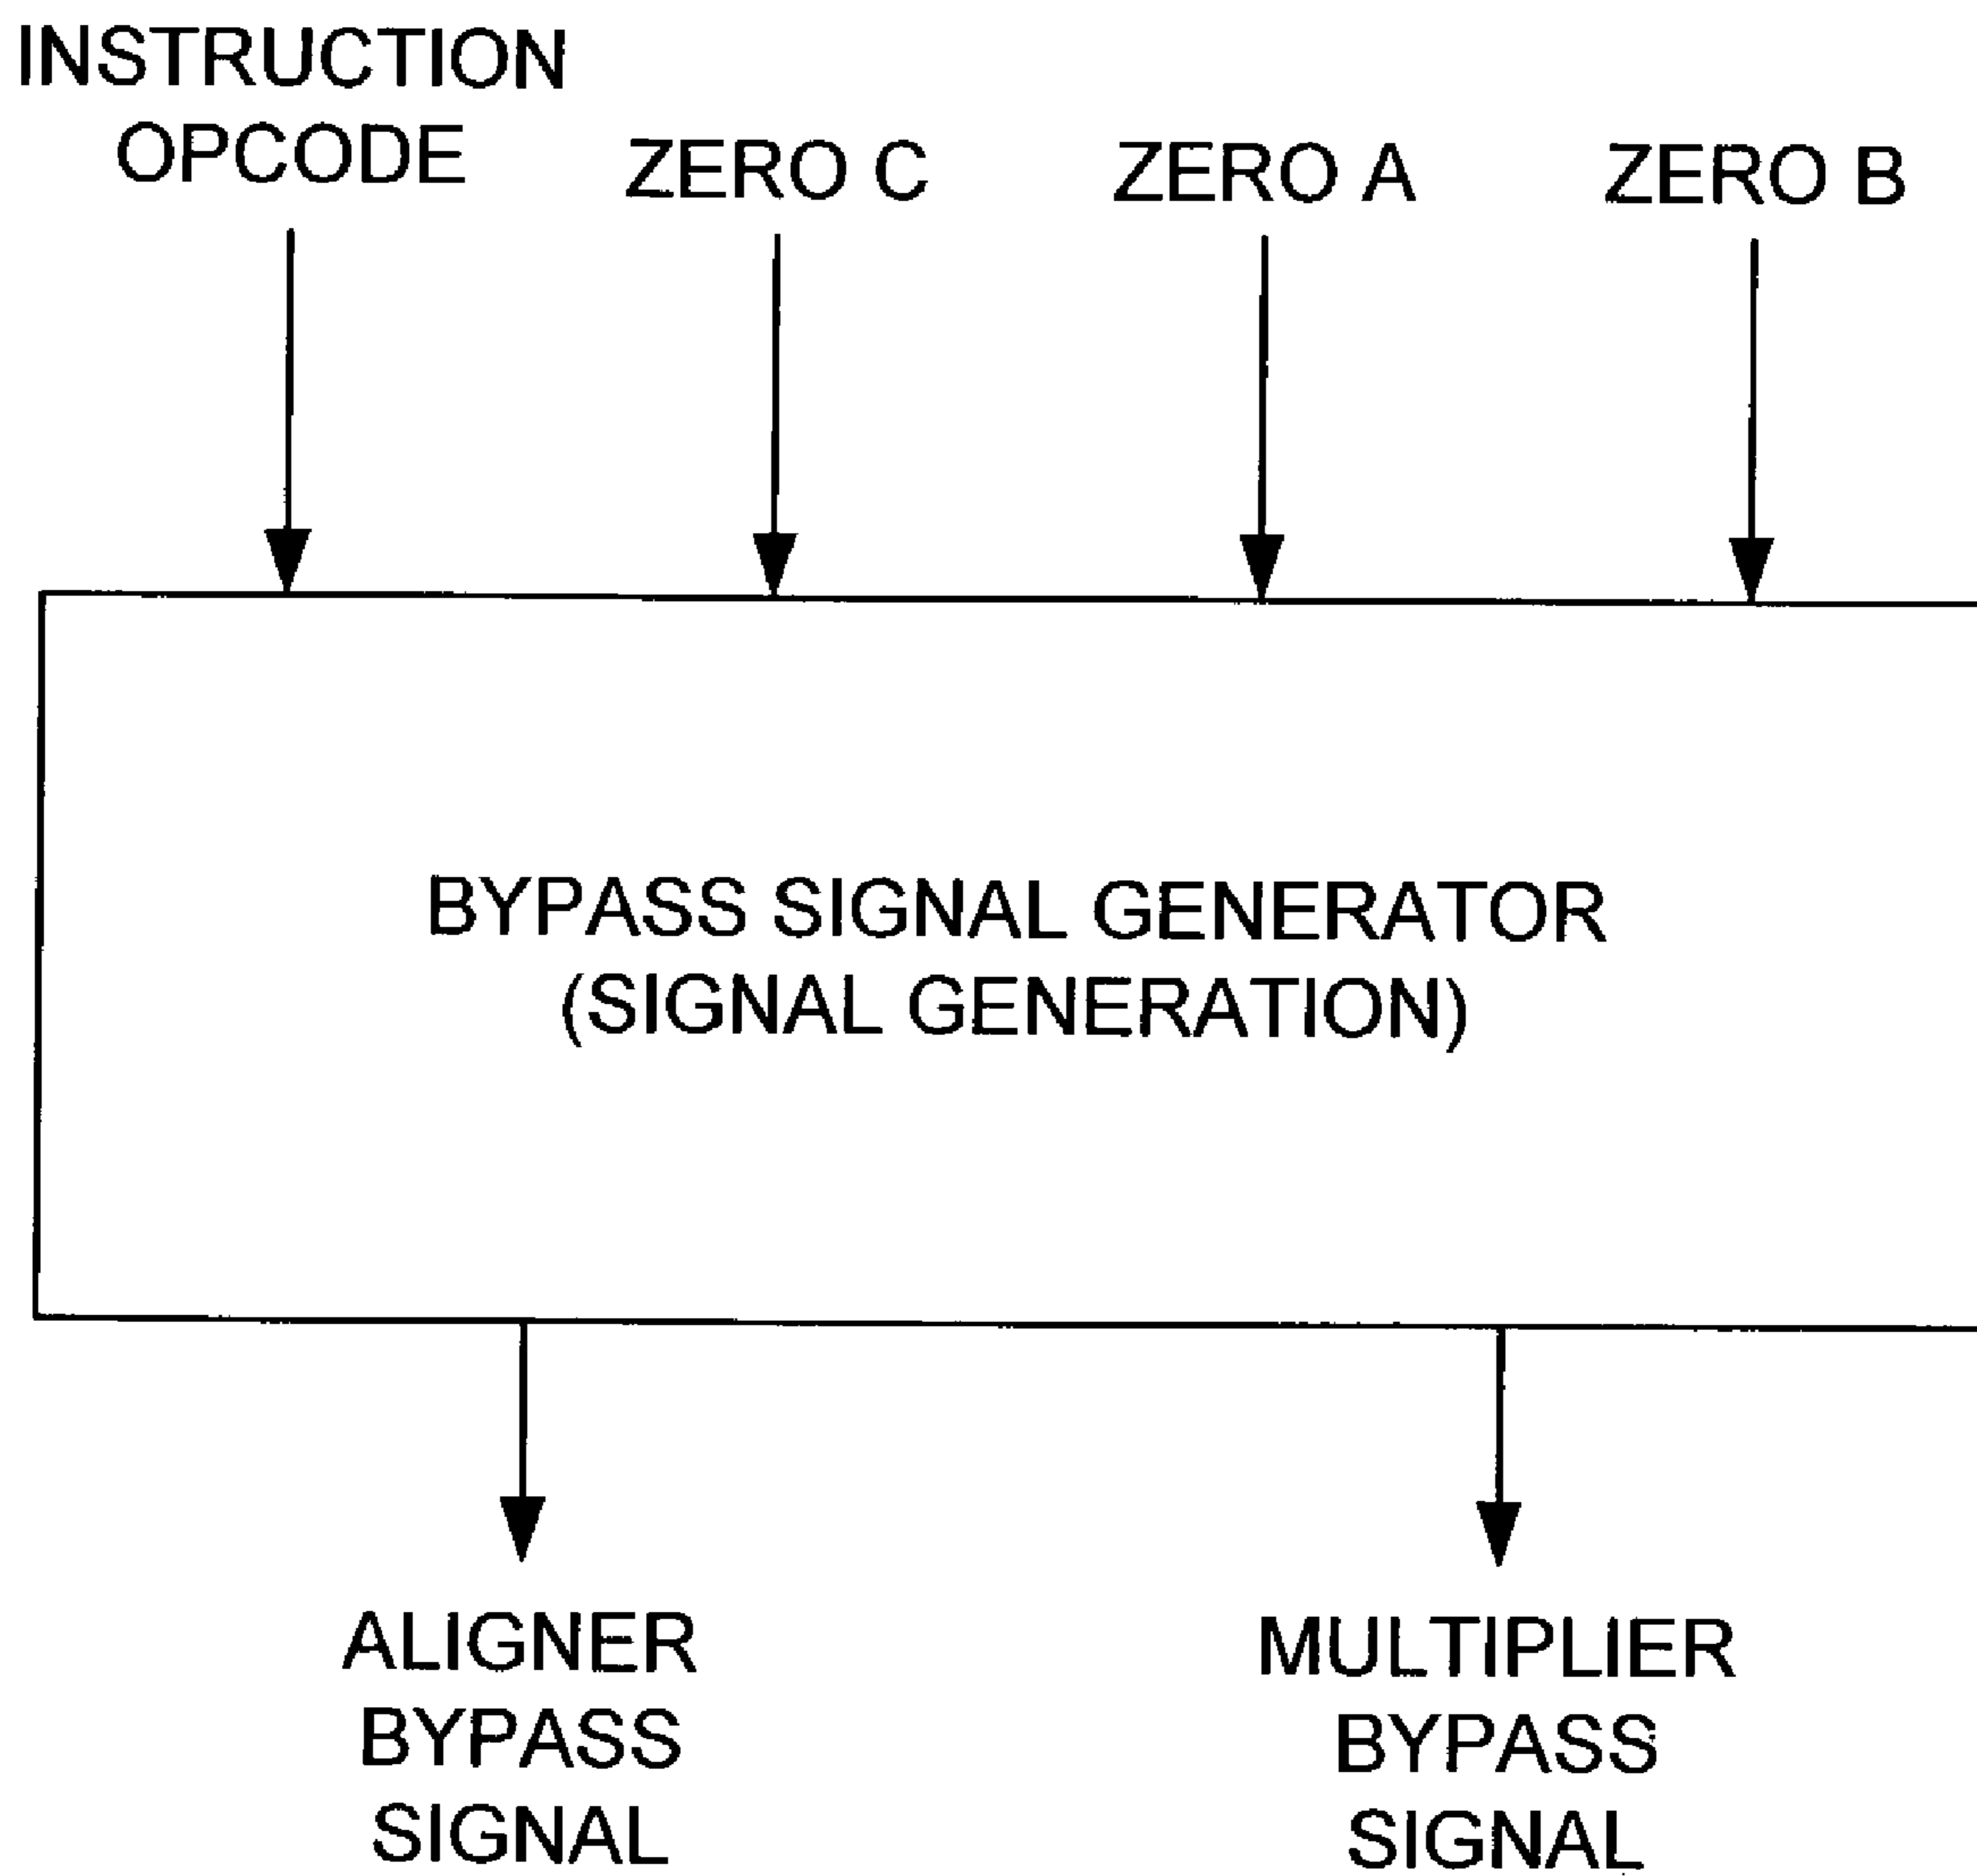 INSTRUCTION
OPCODE
ZERO C
ZERO A
ZERO B
BYPASS SIGNAL GENERATOR
(SIGNAL GENERATION)
ALIGNER
BYPASS
SIGNAL
MULTIPLIER
BYPASS
SIGNAL